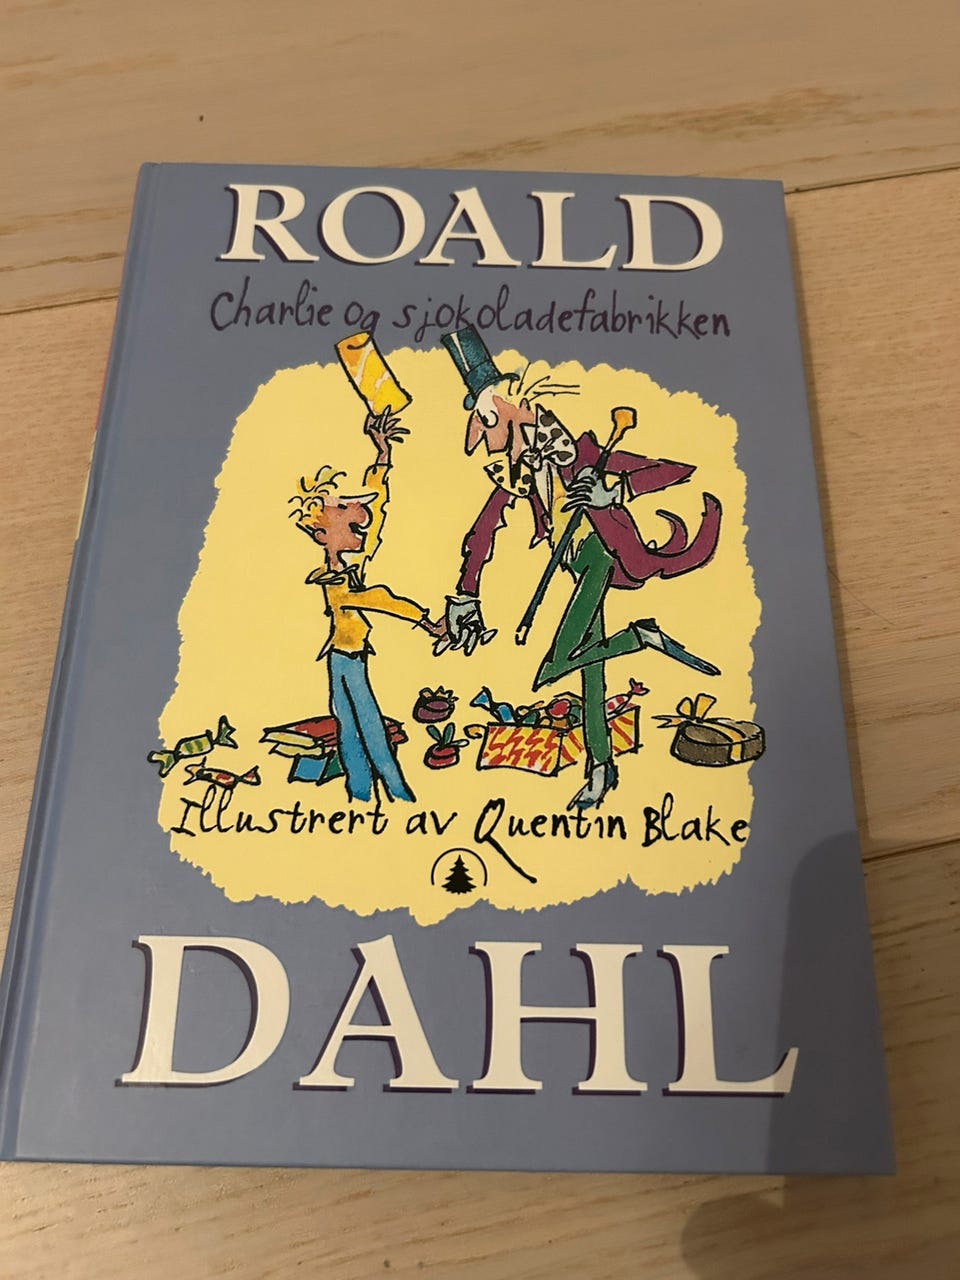 ROALD
Charlie og sjokoladefabrikken
Illustrert av Quentin Blake
DAHL